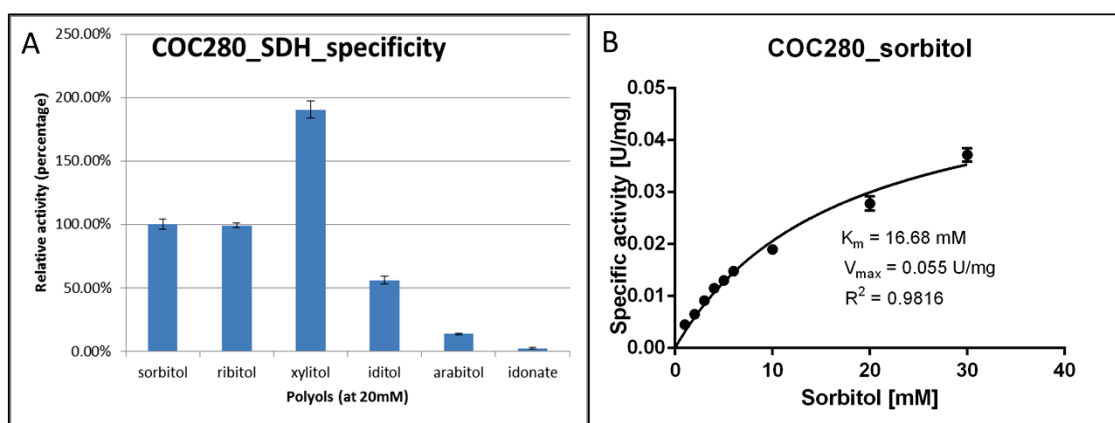 A
COC280_SDH_specificity
Relative activity (percentage)
250.00%
200.00%
150.00%
100.00%
50.00%
0.00%
sorbitol ribitol xylitol iditol arabitol idonate
Polyols (at 20mM)
B
COC280_sorbitol
Specific activity [U/mg]
0.05
0.04
0.03
0.02
0.01
0.00
Km = 16.68 mM
Vmax = 0.055 U/mg
R2 = 0.9816
0 10 20 30 40
Sorbitol [mM]